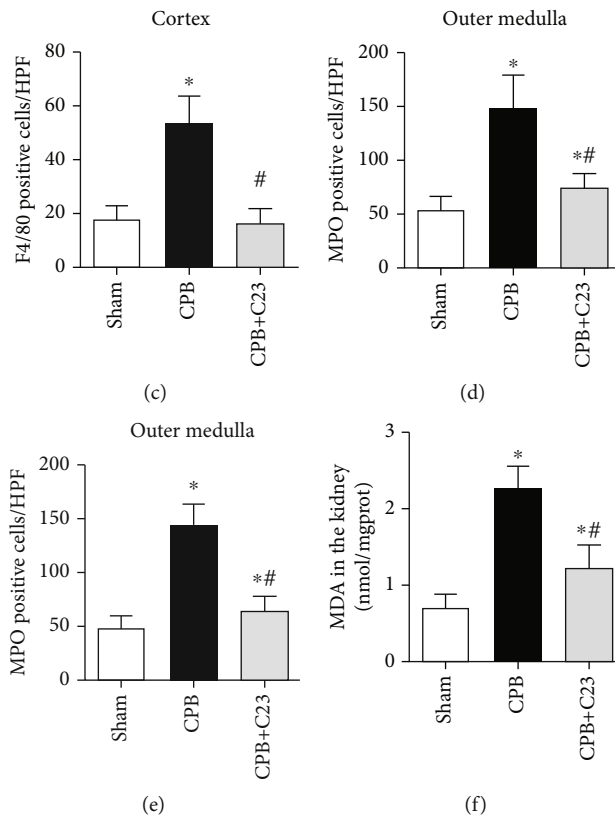 Cortex
F4/80 positive cells/HPF
80
60
40
20
0
*
#
Sham
CPB
CPB+C23
(c)
Outer medulla
MPO positive cells/HPF
200
150
100
50
0
*
*#
Sham
CPB
CPB+C23
(d)
Outer medulla
MPO positive cells/HPF
200
150
100
50
0
*
*#
Sham
CPB
CPB+C23
(e)
MDA in the kidney
(nmol/mgprot)
3
2
1
0
*
*#
Sham
CPB
CPB+C23
(f)